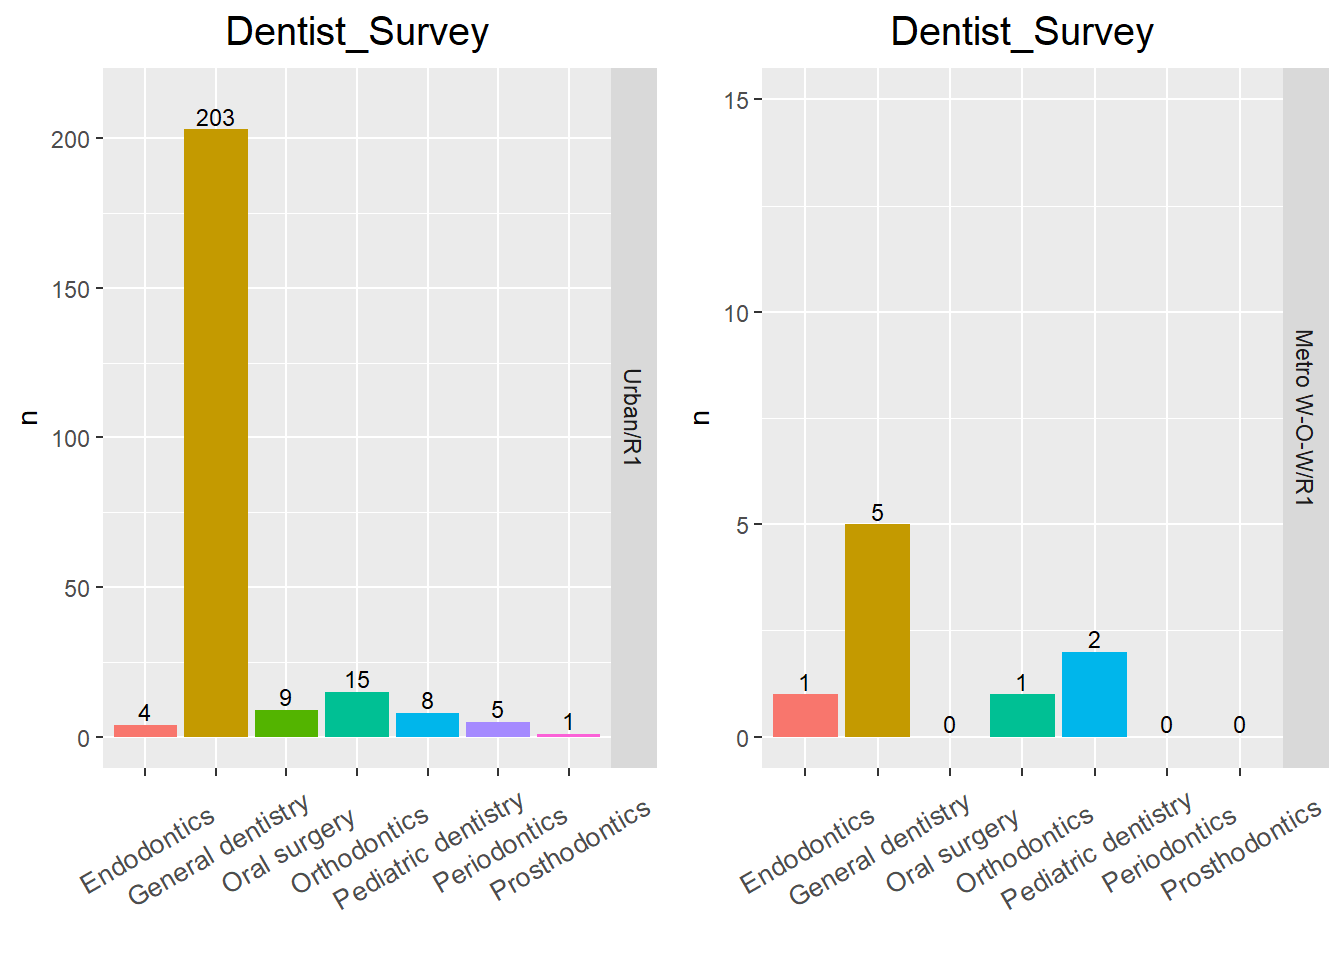 Dentist_Survey
203
4
9
15
8
5
1
200
150
100
50
0
n
Urban/R1
Endodontics
General dentistry
Oral surgery
Orthodontics
Pediatric dentistry
Periodontics
Prosthodontics
Dentist_Survey
1
5
0
1
2
0
0
15
10
5
0
n
Metro W-O-W/R1
Endodontics
General dentistry
Oral surgery
Orthodontics
Pediatric dentistry
Periodontics
Prosthodontics